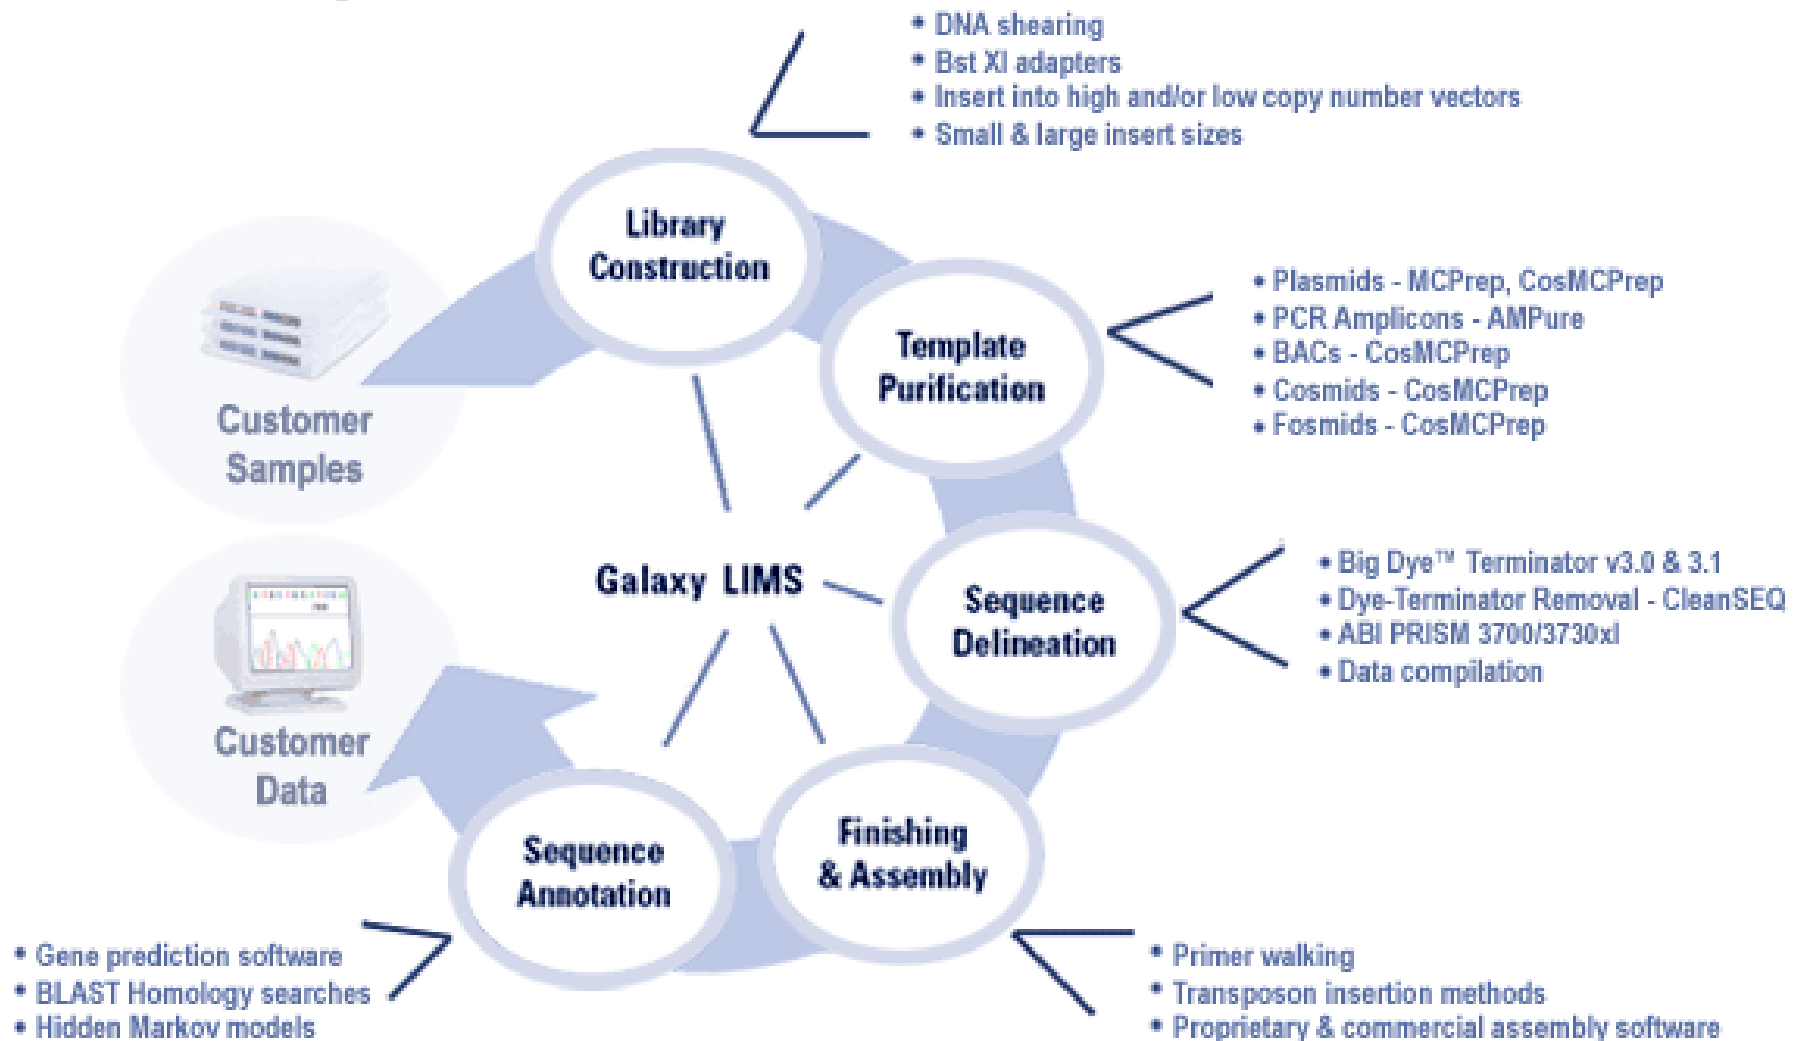 DNA shearing
Bst XI adapters
Insert into high and/or low copy number vectors
Small & large insert sizes
Library
Construction
Customer
Samples
Template
Purification
Plasmids - MCPrep, CosMCPrep
PCR Amplicons - AMPure
BACs - CosMCPrep
Cosmids - CosMCPrep
Fosmids - CosMCPrep
Galaxy LIMS
Sequence
Delineation
Big Dye™ Terminator v3.0 & 3.1
Dye-Terminator Removal - CleanSEQ
ABI PRISM 3700/3730xl
Data compilation
Customer
Data
Finishing
& Assembly
Primer walking
Transposon insertion methods
Proprietary & commercial assembly software
Sequence
Annotation
Gene prediction software
BLAST Homology searches
Hidden Markov models